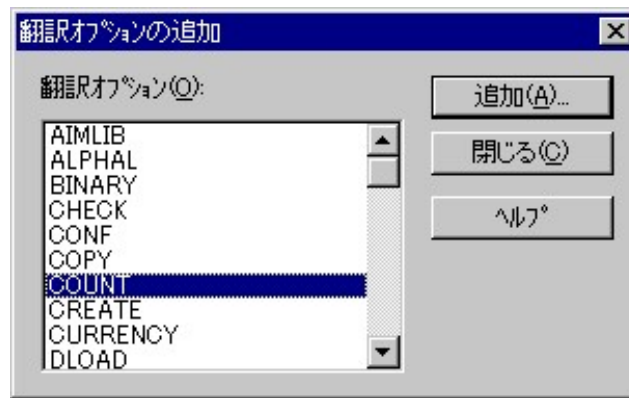 翻訳ｵﾌﾟｼｮﾝの追加
翻訳ｵﾌﾟｼｮﾝ(O):
AIMLIB
ALPHAL
BINARY
CHECK
CONF
COPY
COUNT
CREATE
CURRENCY
DLOAD
追加(A)...
閉じる(C)
ﾍﾙﾌﾟ